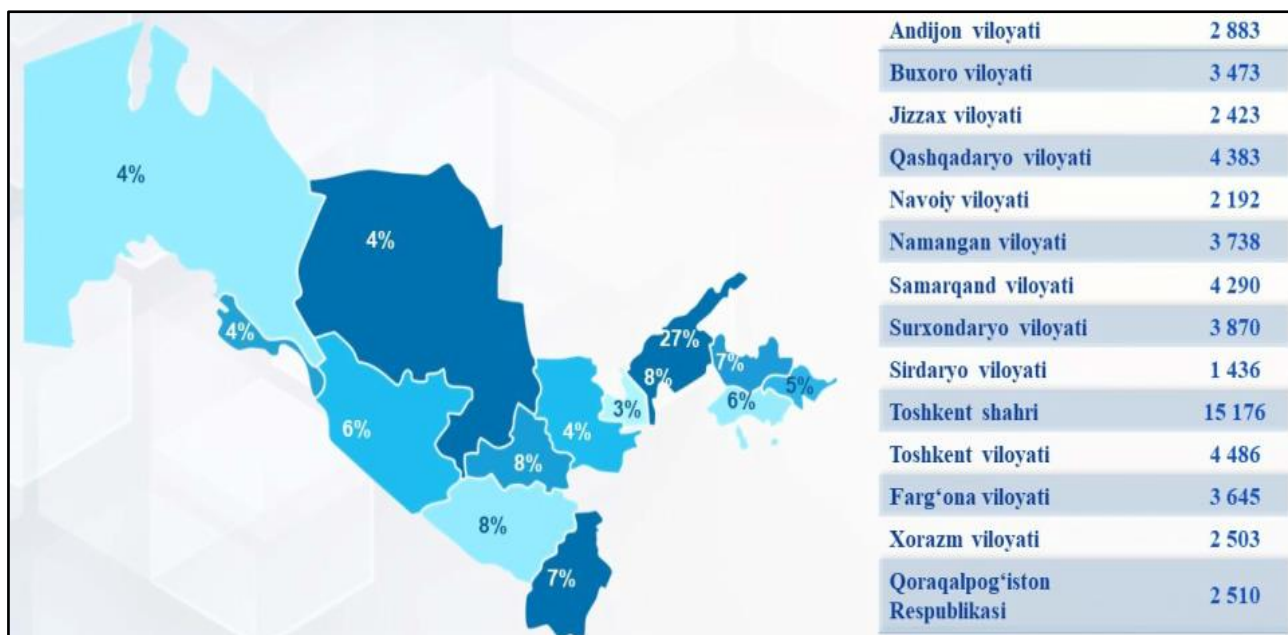 4%
4%
4%
27%
7%
8%
5%
3%
6%
6%
4%
8%
8%
7%
Andijon viloyati 2 883
Buxoro viloyati 3 473
Jizzax viloyati 2 423
Qashqadaryo viloyati 4 383
Navoiy viloyati 2 192
Namangan viloyati 3 738
Samarqand viloyati 4 290
Surxondaryo viloyati 3 870
Sirdaryo viloyati 1 436
Toshkent shahri 15 176
Toshkent viloyati 4 486
Farg‘ona viloyati 3 645
Xorazm viloyati 2 503
Qoraqalpog‘iston
Respublikasi 2 510